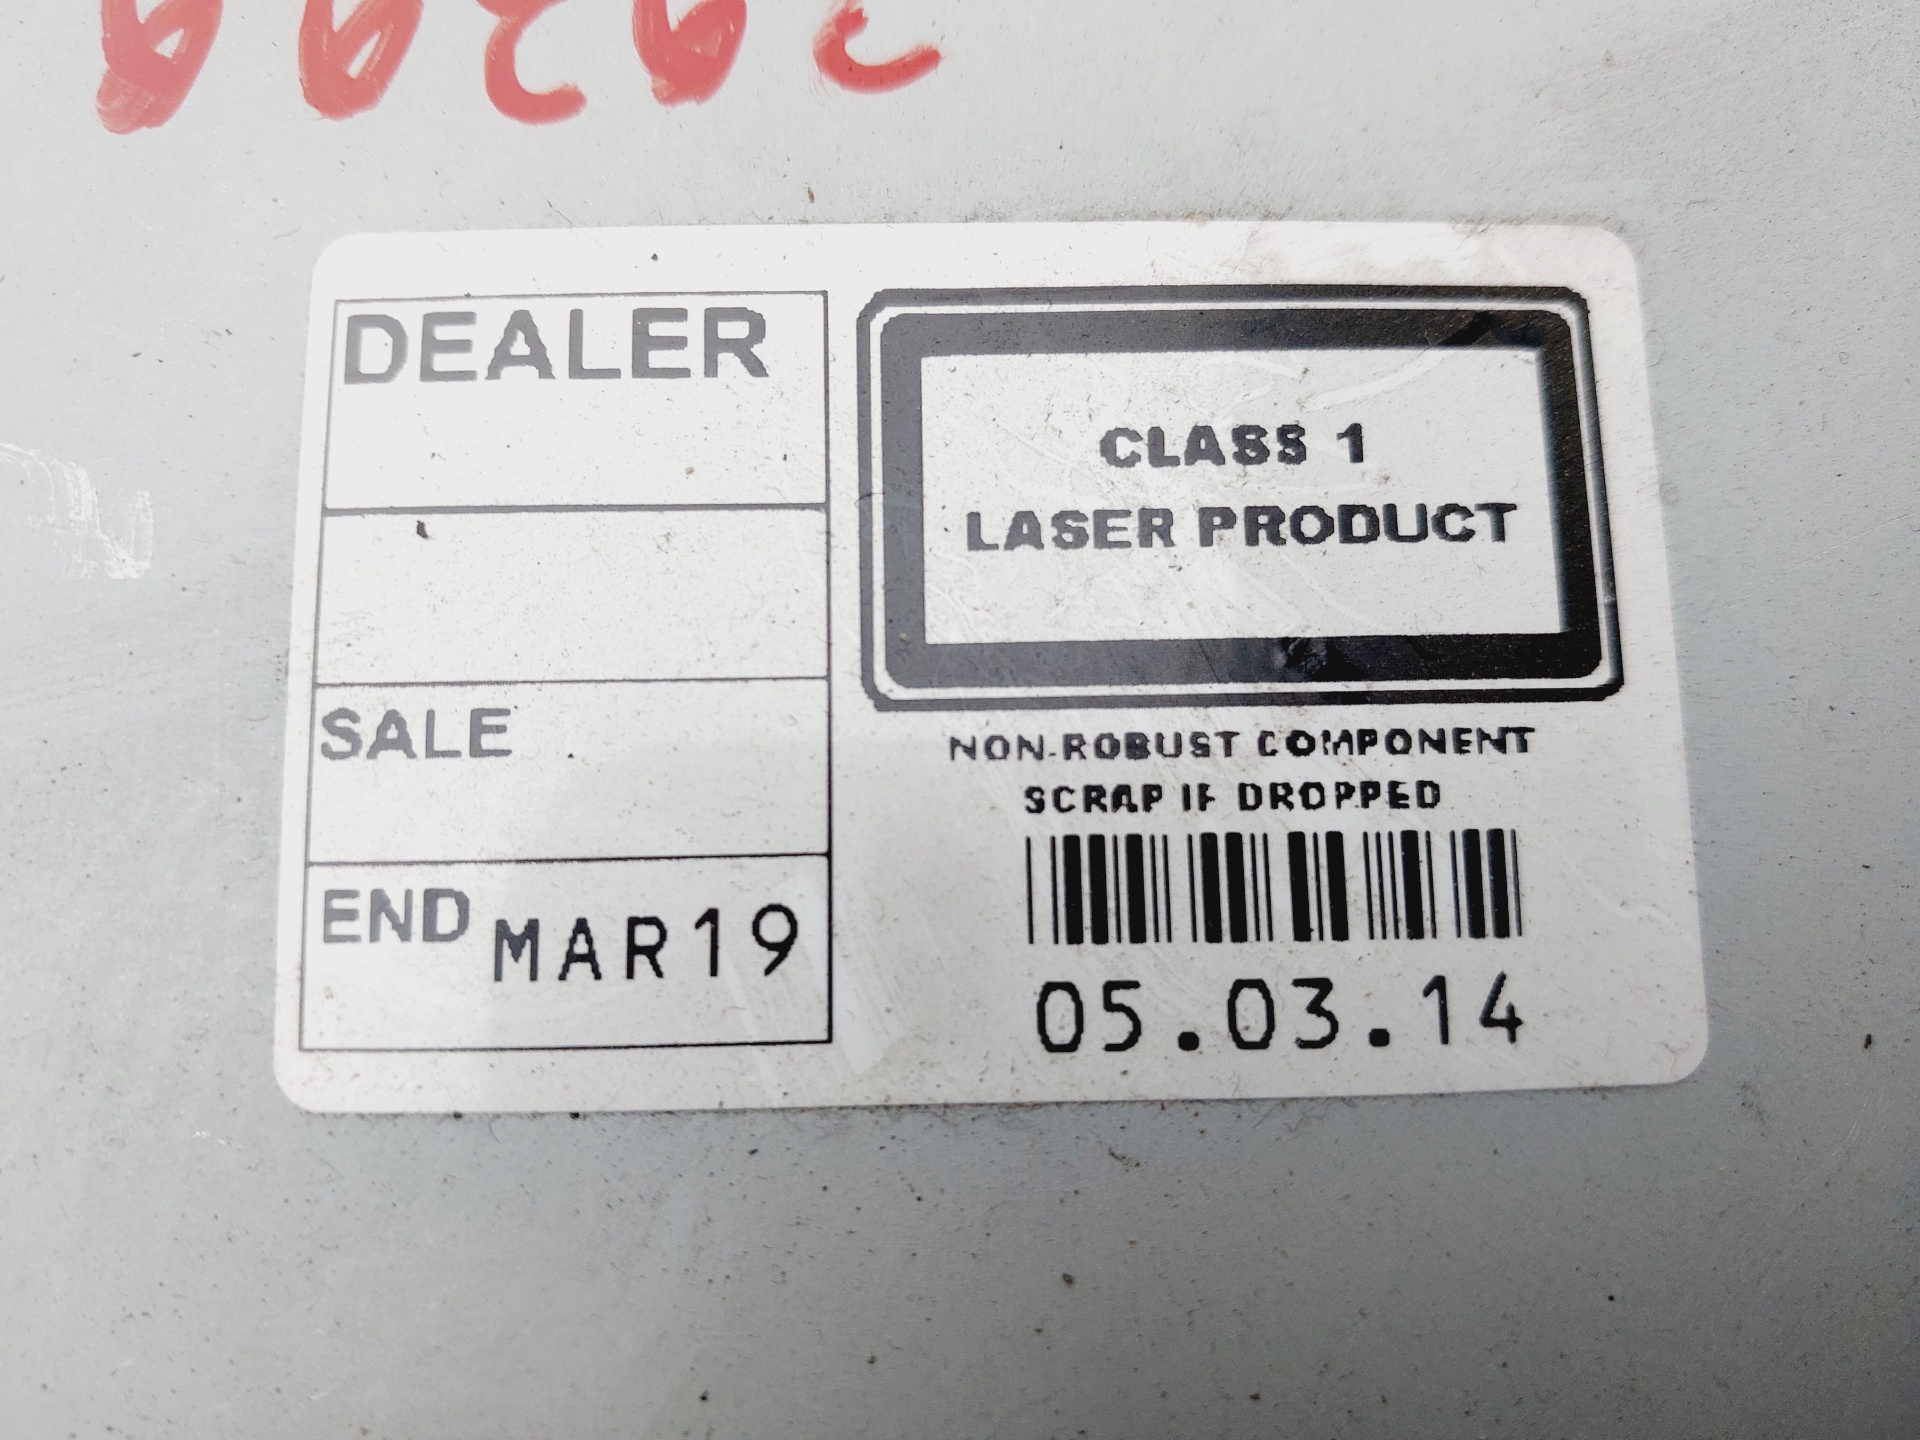 DEALER
SALE
END MAR19
CLASS 1
LASER PRODUCT
NON-ROBUST COMPONENT
SCRAP IF DROPPED
05.03.14